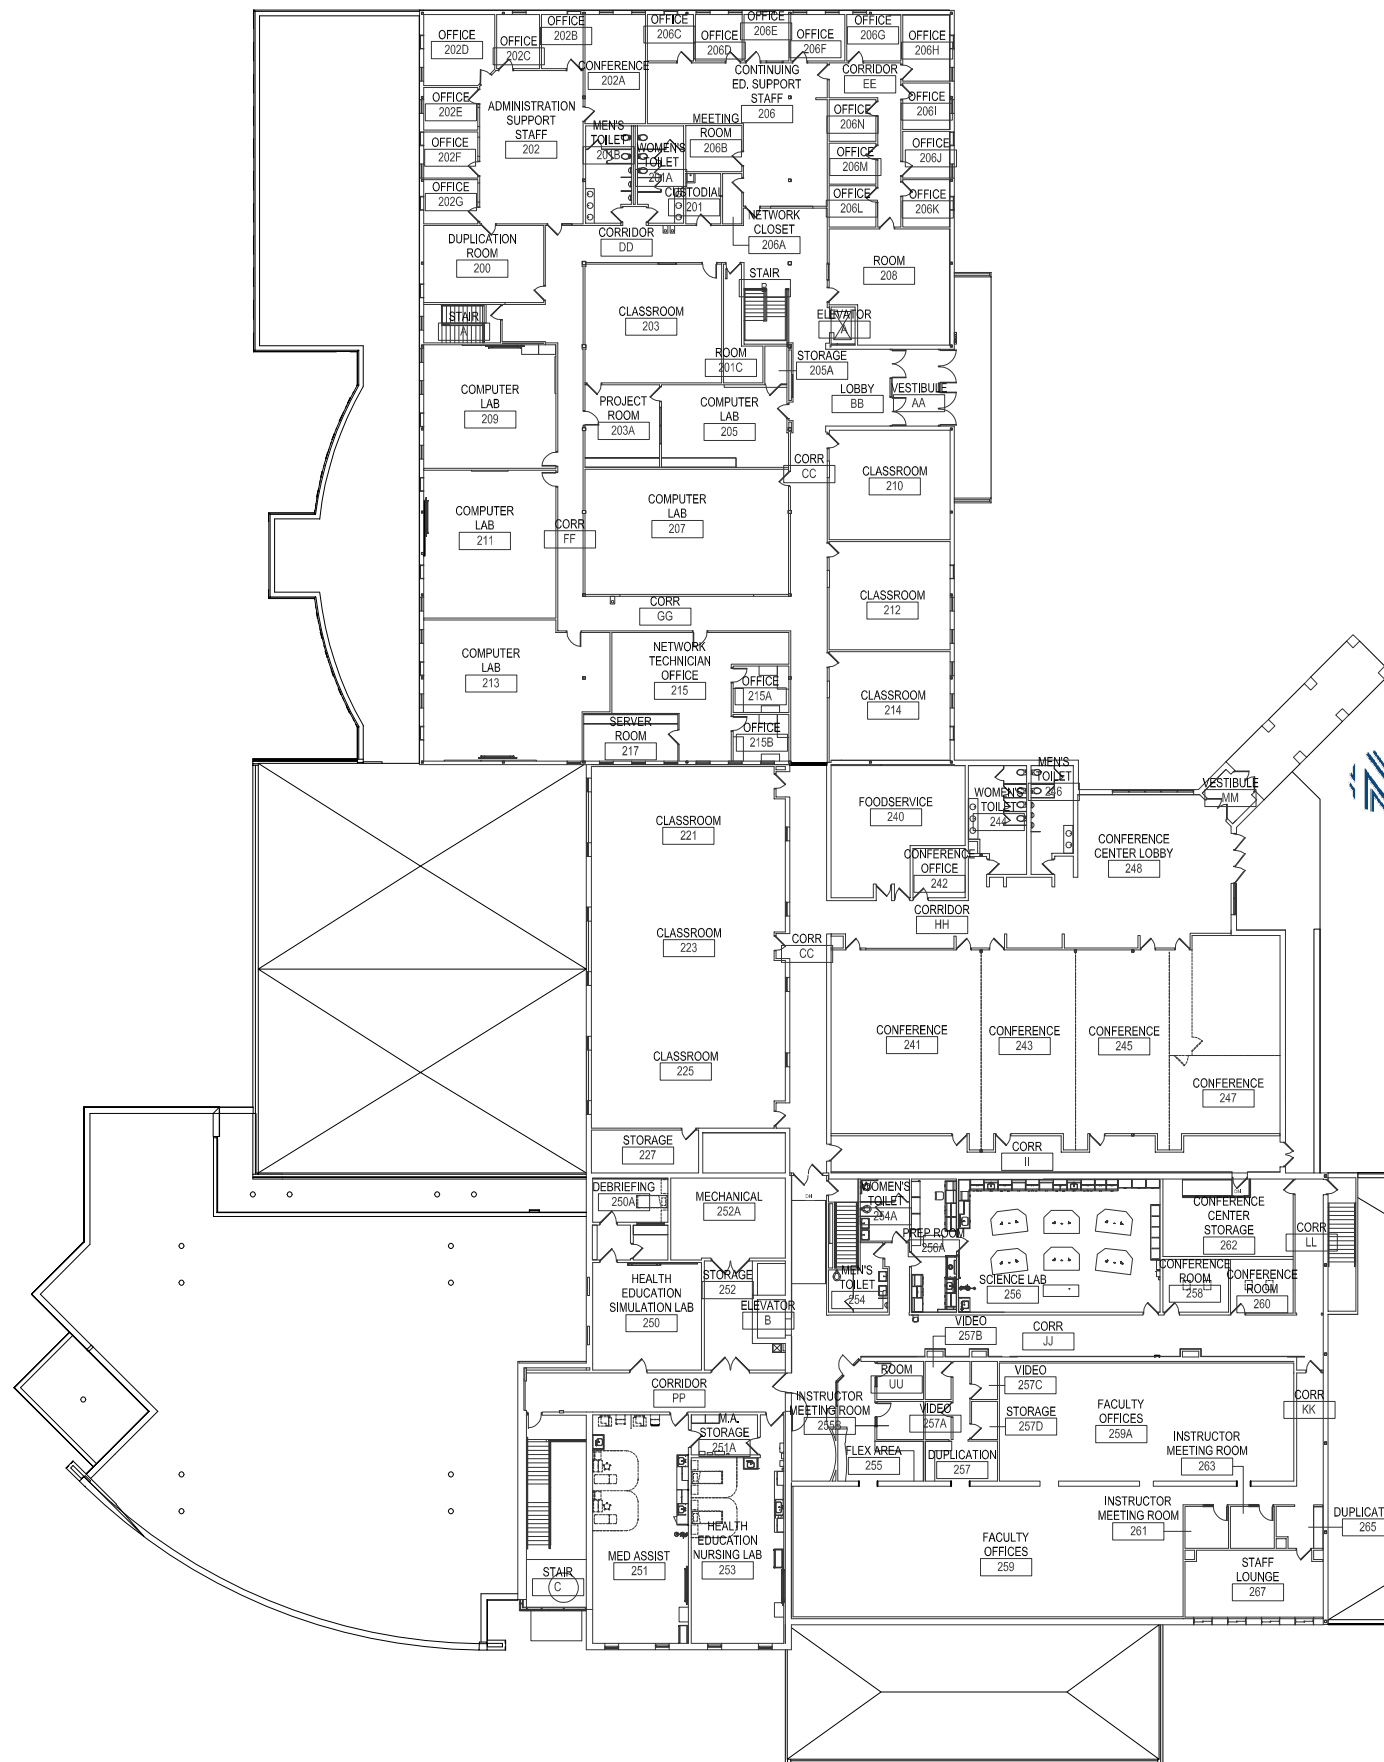 OFFICE
202D
OFFICE
202C
OFFICE
202B
OFFICE
206C
OFFICE
206D
OFFICE
206E
OFFICE
206F
OFFICE
206G
OFFICE
206H
CONFERENCE
202A
CONTINUING
ED. SUPPORT
STAFF
206
CORRIDOR
EE
OFFICE
202E
ADMINISTRATION
SUPPORT
STAFF
202
OFFICE
206I
OFFICE
206N
MEETING
ROOM
206B
MEN'S
TOILET
201B
WOMEN'S
TOILET
201A
OFFICE
202F
OFFICE
206J
OFFICE
206M
OFFICE
202G
CUSTODIAL
201
OFFICE
206L
OFFICE
206K
NETWORK
CLOSET
206A
CORRIDOR
DD
DUPLICATION
ROOM
200
STAIR
ROOM
208
CLASSROOM
203
STAIR
A
ELEVATOR
A
ROOM
201C
STORAGE
205A
COMPUTER
LAB
209
PROJECT
ROOM
203A
COMPUTER
LAB
205
LOBBY
BB
VESTIBULE
AA
CORR
CC
CLASSROOM
210
COMPUTER
LAB
211
CORR
FF
COMPUTER
LAB
207
CORR
GG
CLASSROOM
212
COMPUTER
LAB
213
NETWORK
TECHNICIAN
OFFICE
215
OFFICE
215A
CLASSROOM
214
SERVER
ROOM
217
OFFICE
215B
MEN'S
TOILET
246
VESTIBULE
MM
FOODSERVICE
240
WOMEN'S
TOILET
244
CLASSROOM
221
CONFERENCE
OFFICE
242
CONFERENCE
CENTER LOBBY
248
CORRIDOR
HH
CLASSROOM
223
CORR
CC
CONFERENCE
241
CONFERENCE
243
CONFERENCE
245
CLASSROOM
225
CONFERENCE
247
STORAGE
227
CORR
II
DEBRIEFING
250A
MECHANICAL
252A
WOMEN'S
TOILET
254A
PREP ROOM
256A
CONFERENCE
CENTER
STORAGE
262
CORR
LL
MEN'S
TOILET
254
SCIENCE LAB
256
CONFERENCE
ROOM
258
CONFERENCE
ROOM
260
HEALTH
EDUCATION
SIMULATION LAB
250
STORAGE
252
ELEVATOR
B
VIDEO
257B
CORR
JJ
CORRIDOR
PP
ROOM
UU
VIDEO
257C
CORR
KK
INSTRUCTOR
MEETING ROOM
255B
VIDEO
257A
STORAGE
257D
FACULTY
OFFICES
259A
M.A.
STORAGE
251A
FLEX AREA
255
DUPLICATION
257
INSTRUCTOR
MEETING ROOM
263
INSTRUCTOR
MEETING ROOM
261
DUPLICAT
265
HEALTH
EDUCATION
NURSING LAB
253
MED ASSIST
251
FACULTY
OFFICES
259
STAFF
LOUNGE
267
STAIR
C